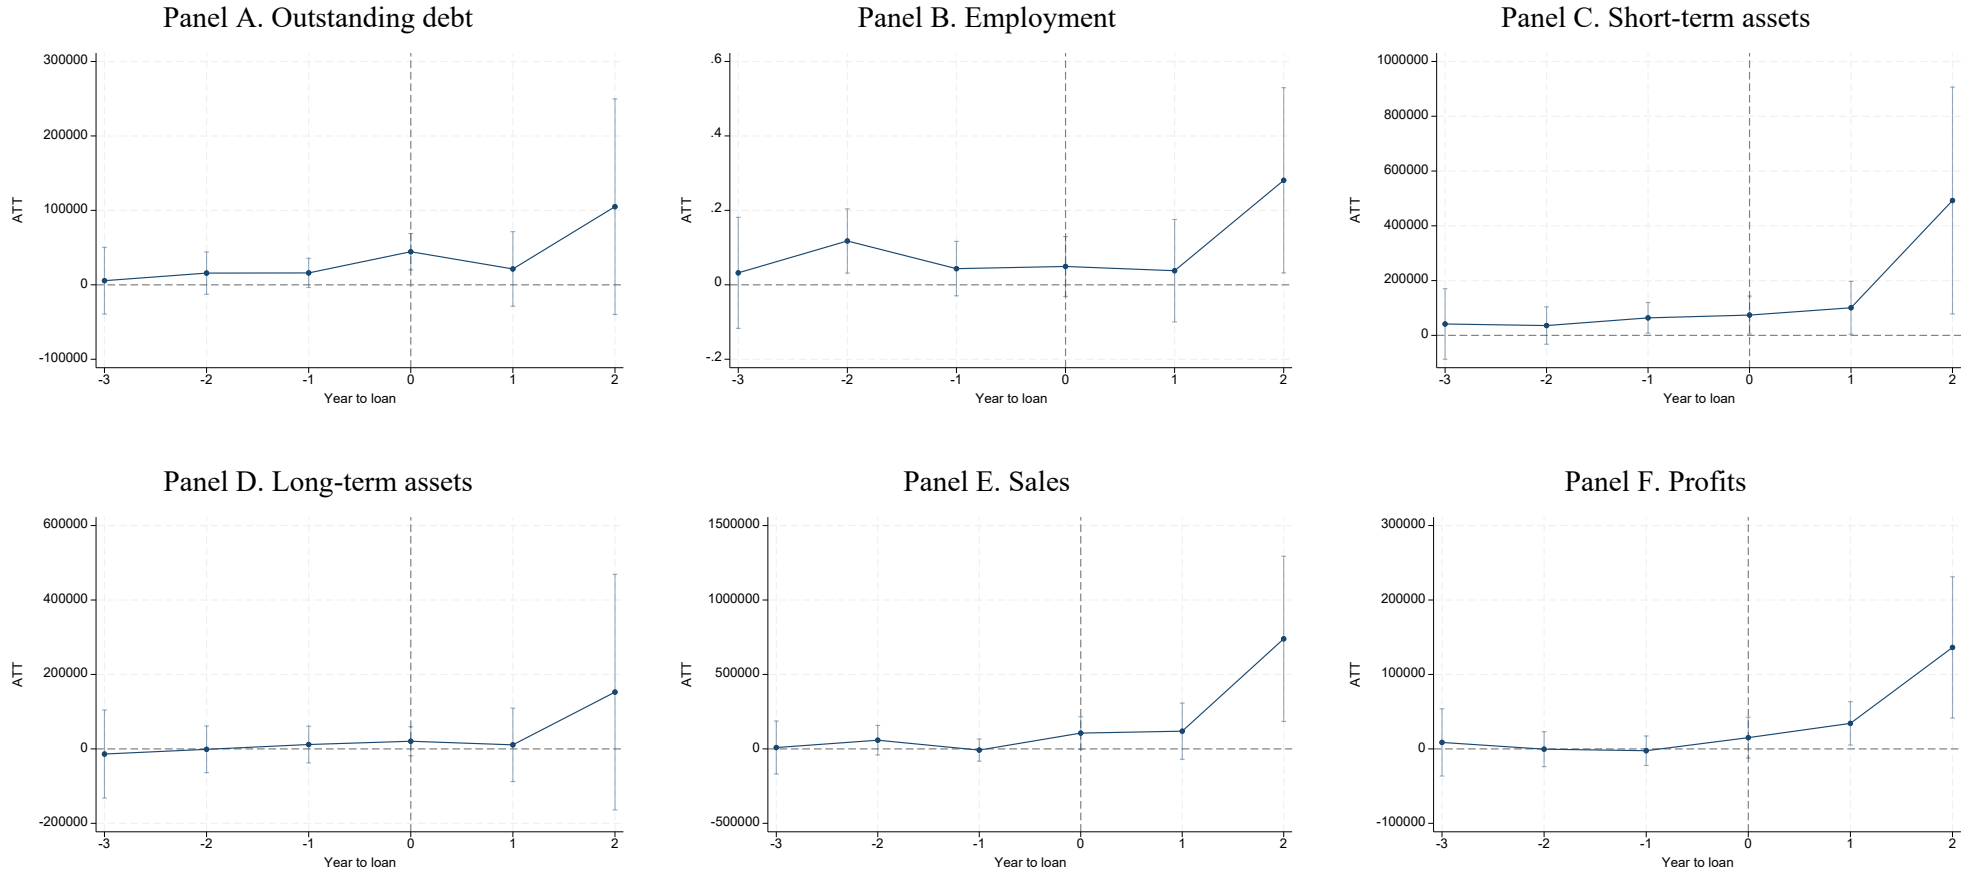 Panel A. Outstanding debt
300000
200000
100000
0
-100000
ATT
-3 -2 -1 0 1 2
Year to loan
Panel B. Employment
.6
.4
.2
0
-.2
ATT
-3 -2 -1 0 1 2
Year to loan
Panel C. Short-term assets
1000000
800000
600000
400000
200000
0
ATT
-3 -2 -1 0 1 2
Year to loan
Panel D. Long-term assets
600000
400000
200000
0
-200000
ATT
-3 -2 -1 0 1 2
Year to loan
Panel E. Sales
1500000
1000000
500000
0
-500000
ATT
-3 -2 -1 0 1 2
Year to loan
Panel F. Profits
300000
200000
100000
0
-100000
ATT
-3 -2 -1 0 1 2
Year to loan